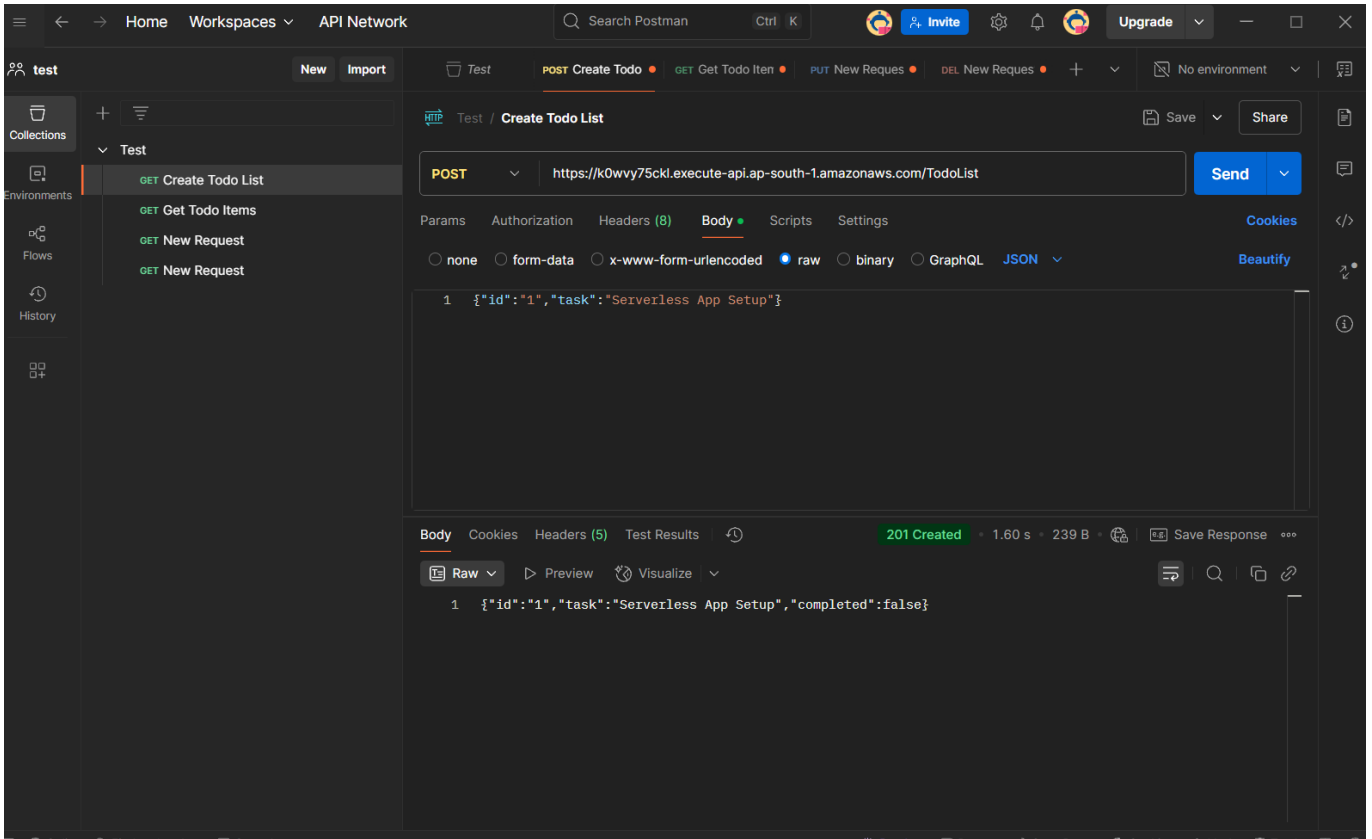 Home Workspaces API Network Search Postman Ctrl K Invite Upgrade
test New Import Test POST Create Todo GET Get Todo Iten PUT New Reques DEL New Reques No environment
Collections
HTTP Test / Create Todo List Save Share
Test
GET Create Todo List
POST https://k0wvy75ckl.execute-api.ap-south-1.amazonaws.com/TodoList Send
Environments
GET Get Todo Items
Params Authorization Headers (8) Body Scripts Settings Cookies
Flows
GET New Request
none form-data x-www-form-urlencoded raw binary GraphQL JSON Beautify
GET New Request
1 {"id":"1","task":"Serverless App Setup"}
History
Body Cookies Headers (5) Test Results 201 Created 1.60 s 239 B e.g. Save Response
Raw Preview Visualize
1 {"id":"1","task":"Serverless App Setup","completed":false}